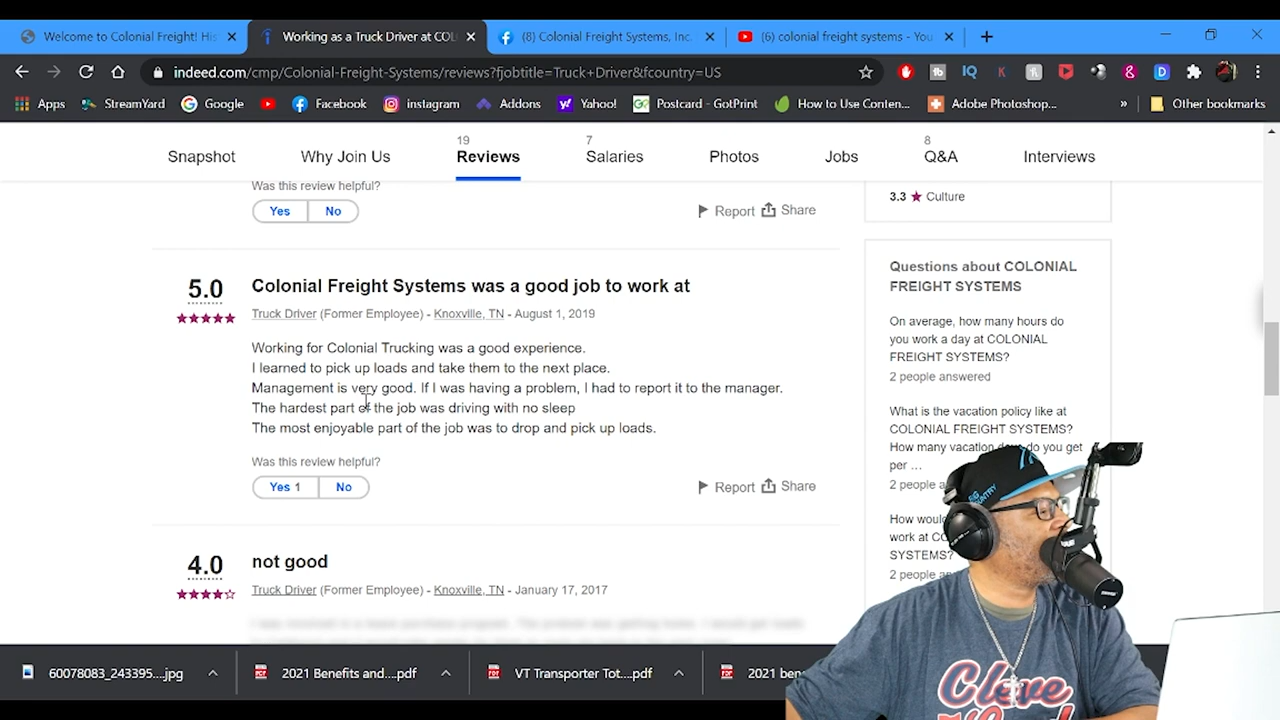 Welcome to Colonial Freight! His
Working as a Truck Driver at COL
(8) Colonial Freight Systems, Inc.
(6) colonial freight systems - You
indeed.com/cmp/Colonial-Freight-Systems/reviews?fjobtitle=Truck+Driver&fcountry=US
Apps
StreamYard
Google
Facebook
instagram
Addons
Yahoo!
Postcard - GotPrint
How to Use Conten...
Adobe Photoshop...
»
Other bookmarks
Snapshot
Why Join Us
19
Reviews
7
Salaries
Photos
Jobs
8
Q&A
Interviews
Was this review helpful?
Yes
No
Report
Share
3.3 ★ Culture
5.0
Colonial Freight Systems was a good job to work at
Truck Driver (Former Employee) - Knoxville, TN - August 1, 2019
Working for Colonial Trucking was a good experience.
I learned to pick up loads and take them to the next place.
Management is very good. If I was having a problem, I had to report it to the manager.
The hardest part of the job was driving with no sleep
The most enjoyable part of the job was to drop and pick up loads.
Was this review helpful?
Yes 1
No
Report
Share
4.0
not good
Truck Driver (Former Employee) - Knoxville, TN - January 17, 2017
Questions about COLONIAL
FREIGHT SYSTEMS
On average, how many hours do
you work a day at COLONIAL
FREIGHT SYSTEMS?
2 people answered
What is the vacation policy like at
COLONIAL FREIGHT SYSTEMS?
How many vacation days do you get
per ...
2 people
How
work at
SYSTEMS?
2 people
60078083_243395...jpg
2021 Benefits and....pdf
VT Transporter Tot....pdf
2021
BIG
COUNTRY
Cleve